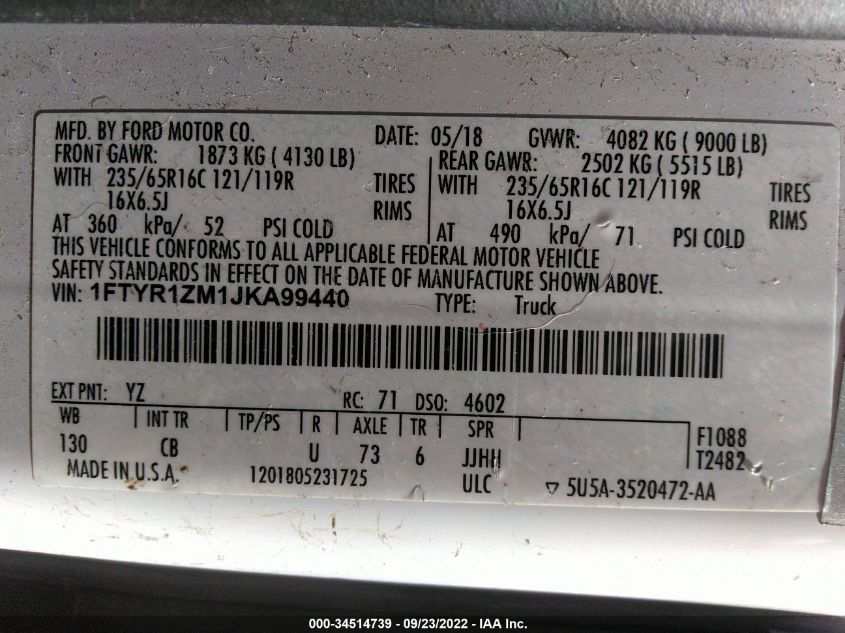 MFD. BY FORD MOTOR CO. DATE: 05/18 GVWR: 4082 KG ( 9000 LB)
FRONT GAWR: 1873 KG ( 4130 LB) REAR GAWR: 2502 KG ( 5515 LB)
WITH 235/65R16C 121/119R TIRES WITH 235/65R16C 121/119R TIRES
16X6.5J RIMS 16X6.5J RIMS
AT 360 kPa/ 52 PSI COLD AT 490 kPa/ 71 PSI COLD
THIS VEHICLE CONFORMS TO ALL APPLICABLE FEDERAL MOTOR VEHICLE
SAFETY STANDARDS IN EFFECT ON THE DATE OF MANUFACTURE SHOWN ABOVE.
VIN: 1FTYR1ZM1JKA99440 TYPE: Truck
EXT PNT: YZ RC: 71 DSO: 4602
WB INT TR TP/PS R AXLE TR SPR F1088
130 CB U 73 6 JJHH T2482
MADE IN U.S.A. 1201805231725 ULC ▽ 5U5A-3520472-AA
000-34514739 - 09/23/2022 - IAA Inc.